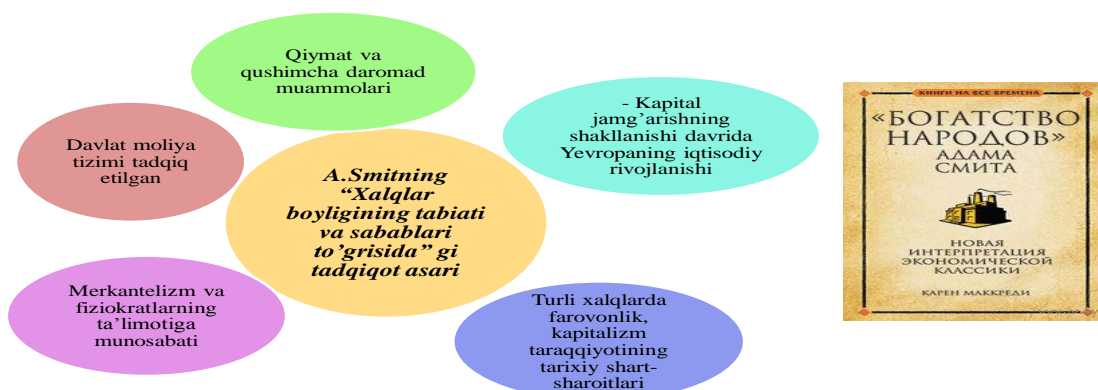 Qiymat va
qushimcha daromad
muammolari
- Kapital
jamg’arishning
shakllanishi davrida
Yevropaning iqtisodiy
rivojlanishi
Davlat moliya
tizimi tadqiq
etilgan
A.Smitning
“Xalqlar
boyligining tabiati
va sabablari
to’grisida” gi
tadqiqot asari
Merkantelizm va
fiziokratlarning
ta’limotiga
munosabati
Turli xalqlarda
farovonlik,
kapitalizm
taraqqiyotining
tarixiy shart-
sharoitlari
КНИГИ НА ВСЕ ВРЕМЕНА
«БОГАТСТВО
НАРОДОВ»
АДАМА
СМИТА
НОВАЯ
ИНТЕРПРЕТАЦИЯ
ЭКОНОМИЧЕСКОЙ
КЛАССИКИ
КАРЕН МАККРЕДИ